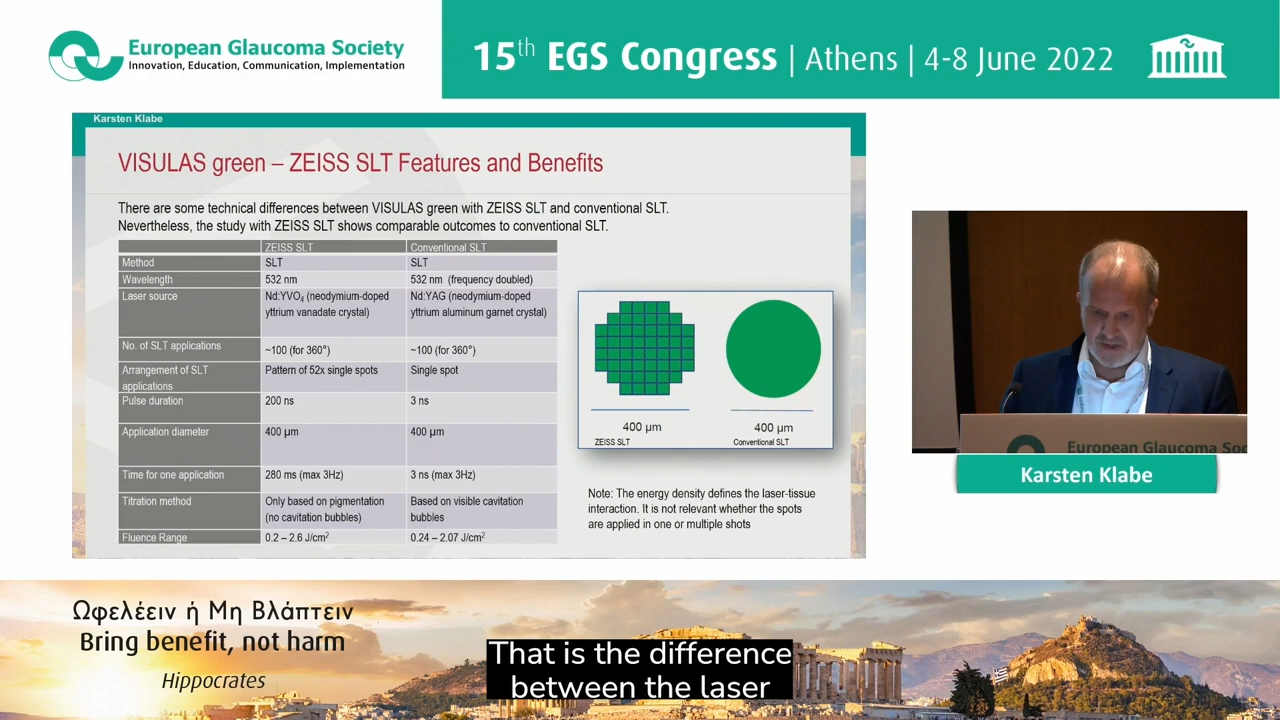 European Glaucoma Society
Innovation, Education, Communication, Implementation
15th EGS Congress | Athens | 4-8 June 2022
Karsten Klabe
VISULAS green – ZEISS SLT Features and Benefits
There are some technical differences between VISULAS green with ZEISS SLT and conventional SLT.
Nevertheless, the study with ZEISS SLT shows comparable outcomes to conventional SLT.
ZEISS SLT Conventional SLT
Method SLT SLT
Wavelength 532 nm 532 nm (frequency doubled)
Laser source Nd:YVO₄ (neodymium-doped Nd:YAG (neodymium-doped
yttrium vanadate crystal) yttrium aluminum garnet crystal)
No. of SLT applications ~100 (for 360°) ~100 (for 360°)
Arrangement of SLT Pattern of 52x single spots Single spot
applications
Pulse duration 200 ns 3 ns
Application diameter 400 µm 400 µm
Time for one application 280 ms (max 3Hz) 3 ns (max 3Hz)
Titration method Only based on pigmentation Based on visible cavitation
(no cavitation bubbles) bubbles
Fluence Range 0.2 – 2.6 J/cm² 0.24 – 2.07 J/cm²
400 µm 400 µm
ZEISS SLT Conventional SLT
Note: The energy density defines the laser-tissue
interaction. It is not relevant whether the spots
are applied in one or multiple shots
European Glaucoma Soc
Karsten Klabe
Ωφελέειν ή Μη Βλάπτειν
Bring benefit, not harm
Hippocrates
That is the difference
between the laser